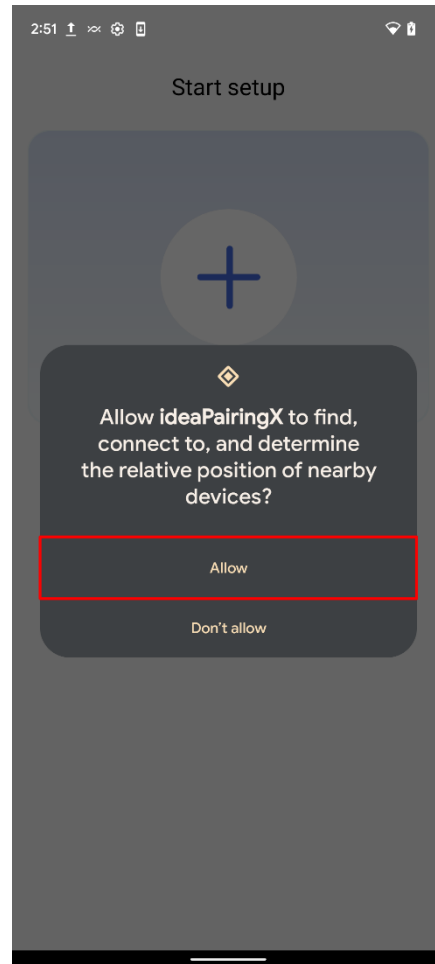 2:51
Start setup
Allow ideaPairingX to find,
connect to, and determine
the relative position of nearby
devices?
Allow
Don't allow